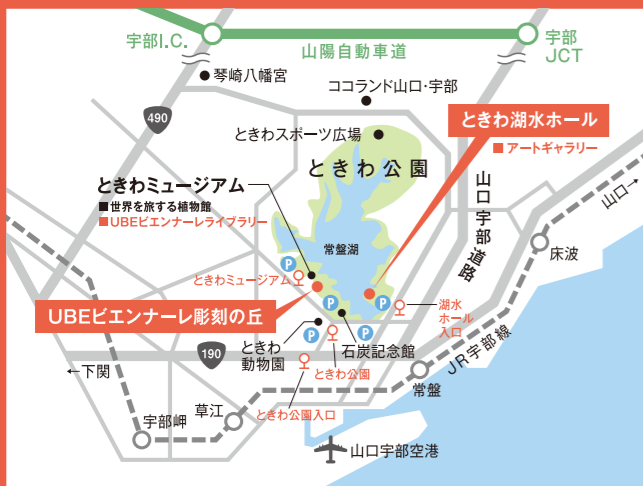 宇部I.C.
山陽自動車道
宇部
JCT
琴崎八幡宮
ココランド山口・宇部
490
ときわスポーツ広場
ときわ湖水ホール
■アートギャラリー
ときわ公園
ときわミュージアム
■世界を旅する植物館
■UBEビエンナーレライブラリー
山口宇部道路
山口→
床波
常盤湖
P
ときわミュージアム
P
P
P
UBEビエンナーレ彫刻の丘
湖水
ホール
入口
P
P
ときわ
動物園
石炭記念館
190
ときわ公園
JR宇部線
←下関
常盤
ときわ公園入口
草江
宇部岬
山口宇部空港